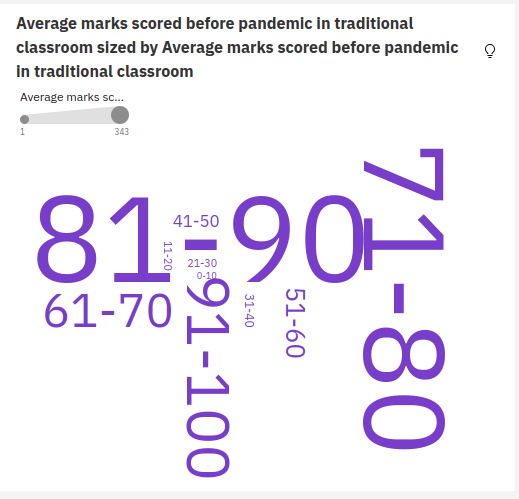 Average marks scored before pandemic in traditional
classroom sized by Average marks scored before pandemic
in traditional classroom
Average marks sc...
1 343
71-80
81-90
41-50
11-20
21-30
0-10
61-70
91-100
31-40
51-60